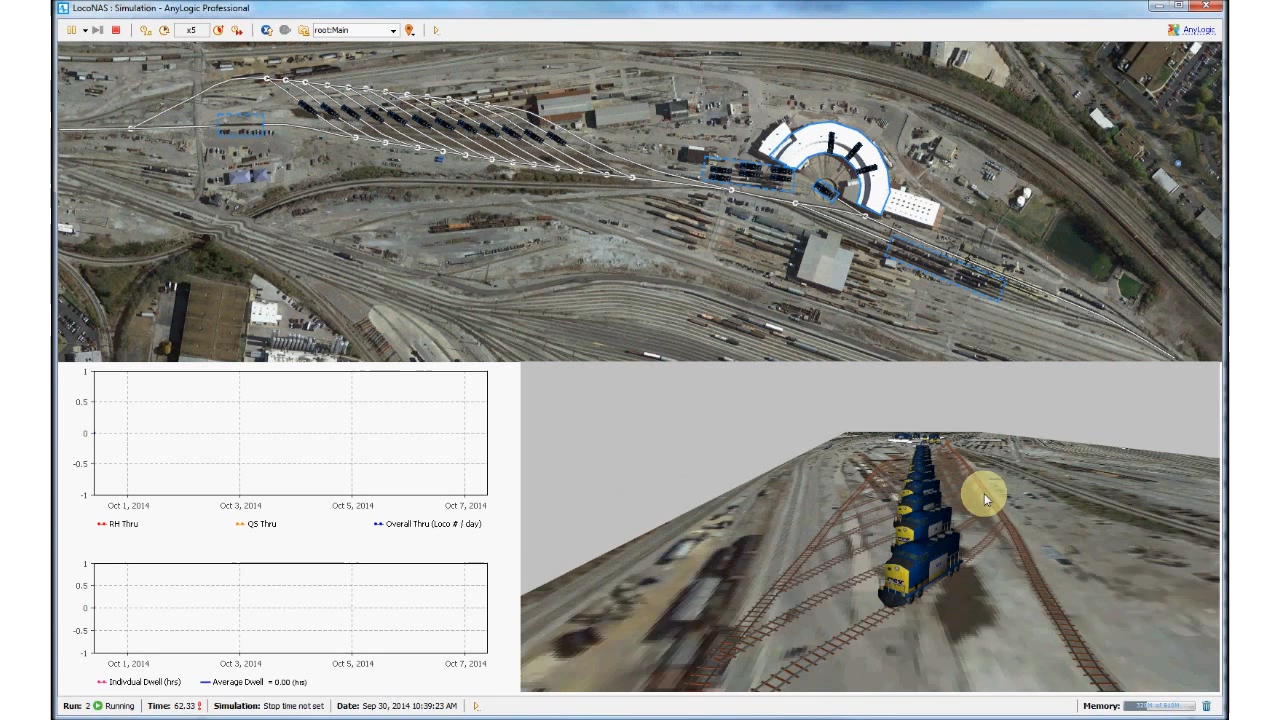 LocoNAS : Simulation - AnyLogic Professional
x5 root:Main AnyLogic
1
0.5
0
-0.5
-1
Oct 1, 2014 Oct 3, 2014 Oct 5, 2014 Oct 7, 2014
RH Thru QS Thru Overall Thru (Loco # / day)
1
0.5
0
-0.5
-1
Oct 1, 2014 Oct 3, 2014 Oct 5, 2014 Oct 7, 2014
Indivdual Dwell (hrs) Average Dwell = 0.00 (hrs)
CSX
Run: 2 Running Time: 62.33 Simulation: Stop time not set Date: Sep 30, 2014 10:39:23 AM Memory: